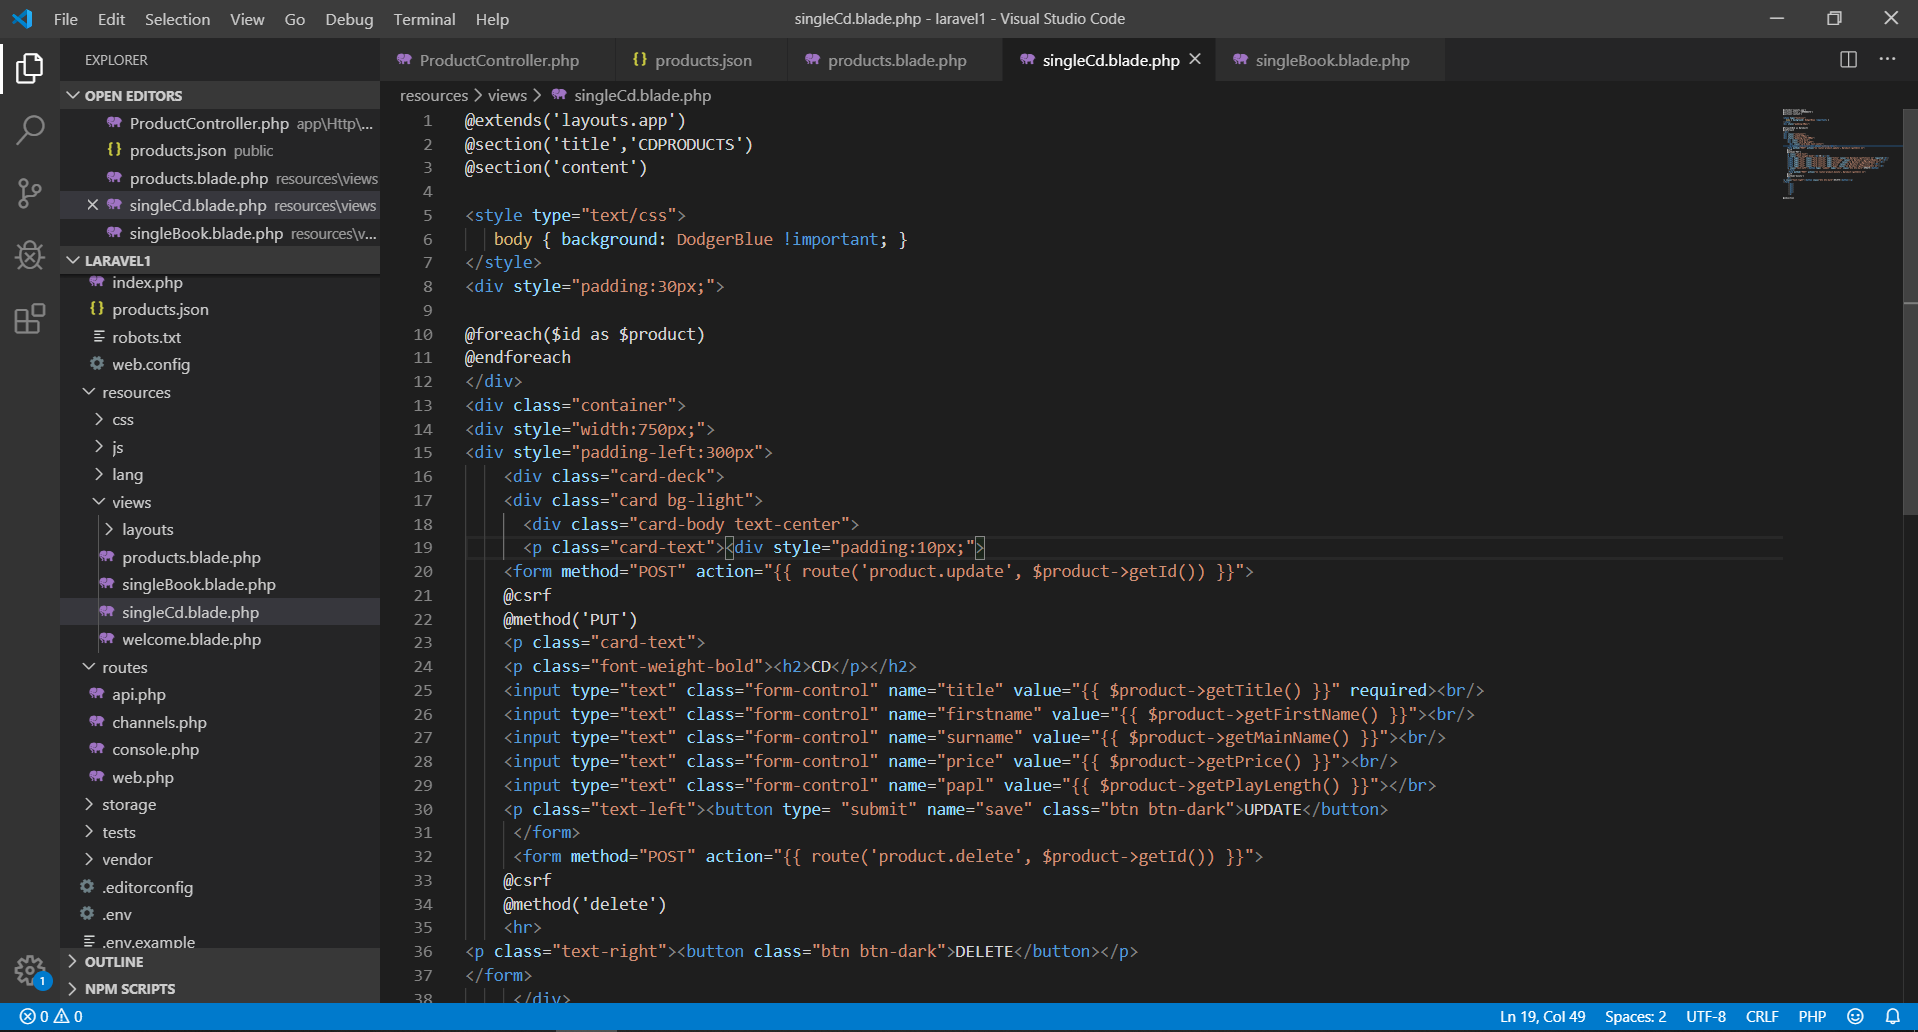 File Edit Selection View Go Debug Terminal Help
singleCd.blade.php - laravel1 - Visual Studio Code
EXPLORER
OPEN EDITORS
ProductController.php app\Http\...
products.json public
products.blade.php resources\views
singleCd.blade.php resources\views
singleBook.blade.php resources\v...
LARAVEL1
index.php
products.json
robots.txt
web.config
resources
css
js
lang
views
layouts
products.blade.php
singleBook.blade.php
singleCd.blade.php
welcome.blade.php
routes
api.php
channels.php
console.php
web.php
storage
tests
vendor
.editorconfig
.env
.env.example
OUTLINE
NPM SCRIPTS
1
ProductController.php products.json products.blade.php singleCd.blade.php singleBook.blade.php
resources > views > singleCd.blade.php
1 @extends('layouts.app')
2 @section('title','CDPRODUCTS')
3 @section('content')
4
5 <style type="text/css">
6 body { background: DodgerBlue !important; }
7 </style>
8 <div style="padding:30px;">
9
10 @foreach($id as $product)
11 @endforeach
12 </div>
13 <div class="container">
14 <div style="width:750px;">
15 <div style="padding-left:300px">
16 <div class="card-deck">
17 <div class="card bg-light">
18 <div class="card-body text-center">
19 <p class="card-text"><div style="padding:10px;">
20 <form method="POST" action="{{ route('product.update', $product->getId()) }}">
21 @csrf
22 @method('PUT')
23 <p class="card-text">
24 <p class="font-weight-bold"><h2>CD</p></h2>
25 <input type="text" class="form-control" name="title" value="{{ $product->getTitle() }}" required><br/>
26 <input type="text" class="form-control" name="firstname" value="{{ $product->getFirstName() }}"><br/>
27 <input type="text" class="form-control" name="surname" value="{{ $product->getMainName() }}"><br/>
28 <input type="text" class="form-control" name="price" value="{{ $product->getPrice() }}"><br/>
29 <input type="text" class="form-control" name="papl" value="{{ $product->getPlayLength() }}"></br>
30 <p class="text-left"><button type= "submit" name="save" class="btn btn-dark">UPDATE</button>
31 </form>
32 <form method="POST" action="{{ route('product.delete', $product->getId()) }}">
33 @csrf
34 @method('delete')
35 <hr>
36 <p class="text-right"><button class="btn btn-dark">DELETE</button></p>
37 </form>
38 </div>
0 0
Ln 19, Col 49 Spaces: 2 UTF-8 CRLF PHP